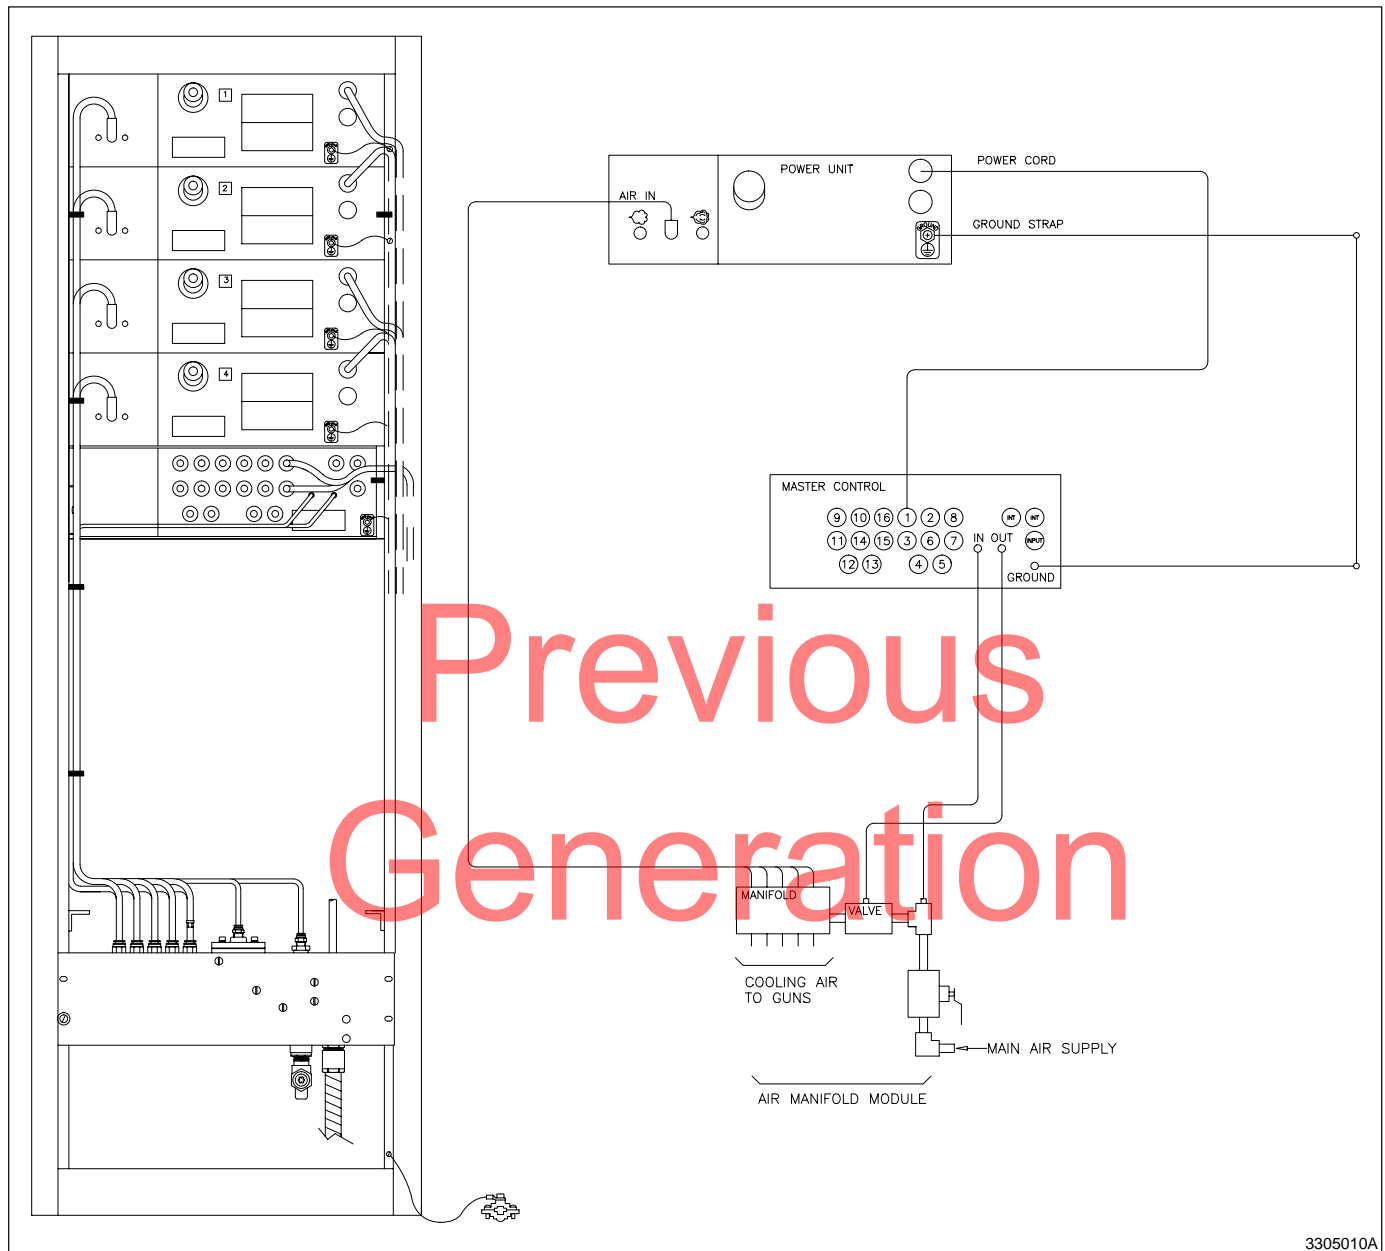 1
2
3
4
POWER UNIT
POWER CORD
AIR IN
GROUND STRAP
MASTER CONTROL
9 10 16 1 2 8 INT INT
11 14 15 3 6 7 IN OUT INPUT
12 13 4 5
GROUND
Previous
Generation
MANIFOLD
VALVE
COOLING AIR
TO GUNS
MAIN AIR SUPPLY
AIR MANIFOLD MODULE
3305010A